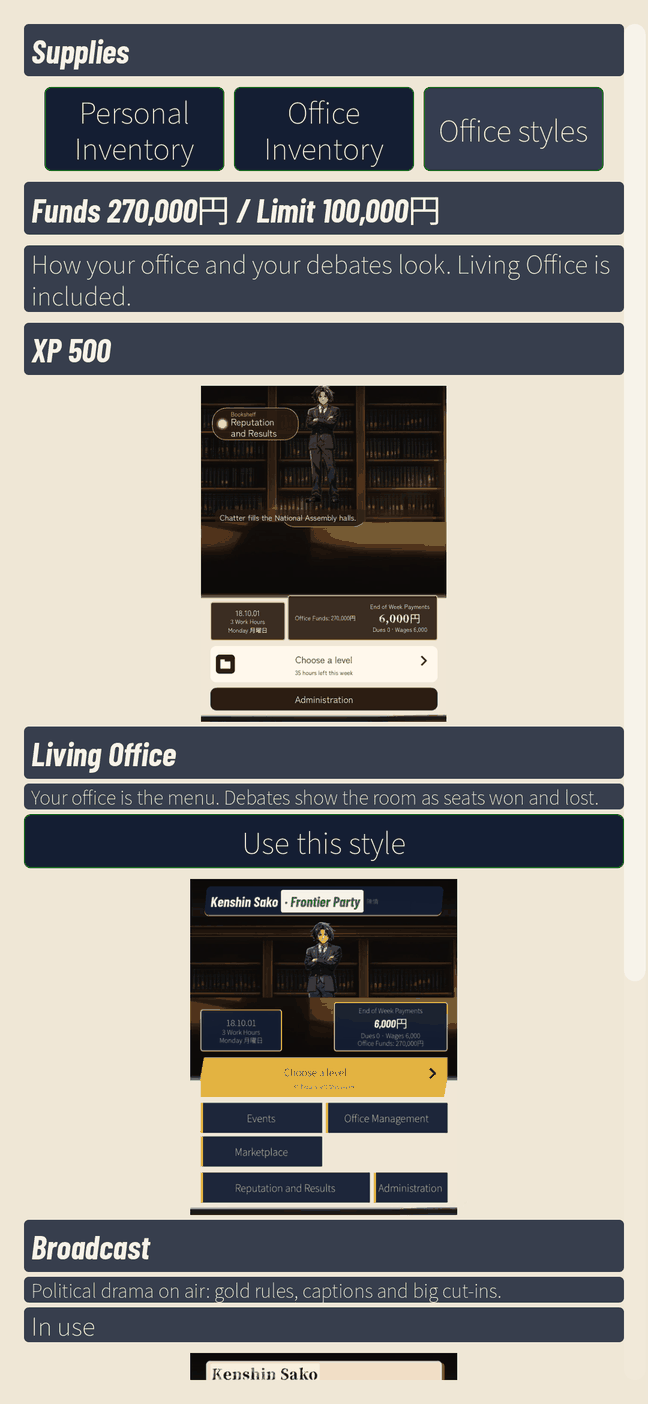 Supplies
Personal
Inventory
Office
Inventory
Office styles
Funds 270,000円 / Limit 100,000円
How your office and your debates look. Living Office is
included.
XP 500
Bookshelf
Reputation
and Results
Chatter fills the National Assembly halls.
18.10.01
3 Work Hours
Monday 月曜日
Office Funds: 270,000円
End of Week Payments
6,000円
Dues 0 · Wages 6,000
Choose a level
35 hours left this week
Administration
Living Office
Your office is the menu. Debates show the room as seats won and lost.
Use this style
Kenshin Sako · Frontier Party
18.10.01
3 Work Hours
Monday 月曜日
End of Week Payments
6,000円
Dues 0 · Wages 6,000
Office Funds: 270,000円
Choose a level
Events
Office Management
Marketplace
Reputation and Results
Administration
Broadcast
Political drama on air: gold rules, captions and big cut-ins.
In use
Kenshin Sako